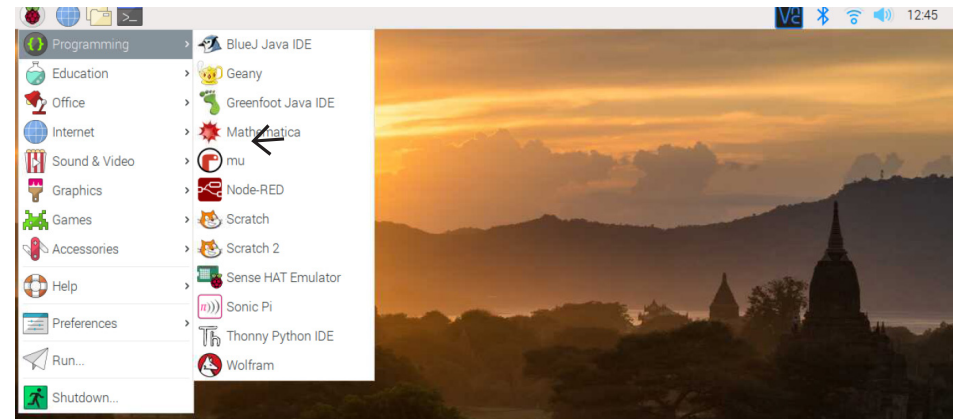 12:45
Programming
Education
Office
Internet
Sound & Video
Graphics
Games
Accessories
Help
Preferences
Run...
Shutdown...
BlueJ Java IDE
Geany
Greenfoot Java IDE
Mathematica
mu
Node-RED
Scratch
Scratch 2
Sense HAT Emulator
Sonic Pi
Thonny Python IDE
Wolfram